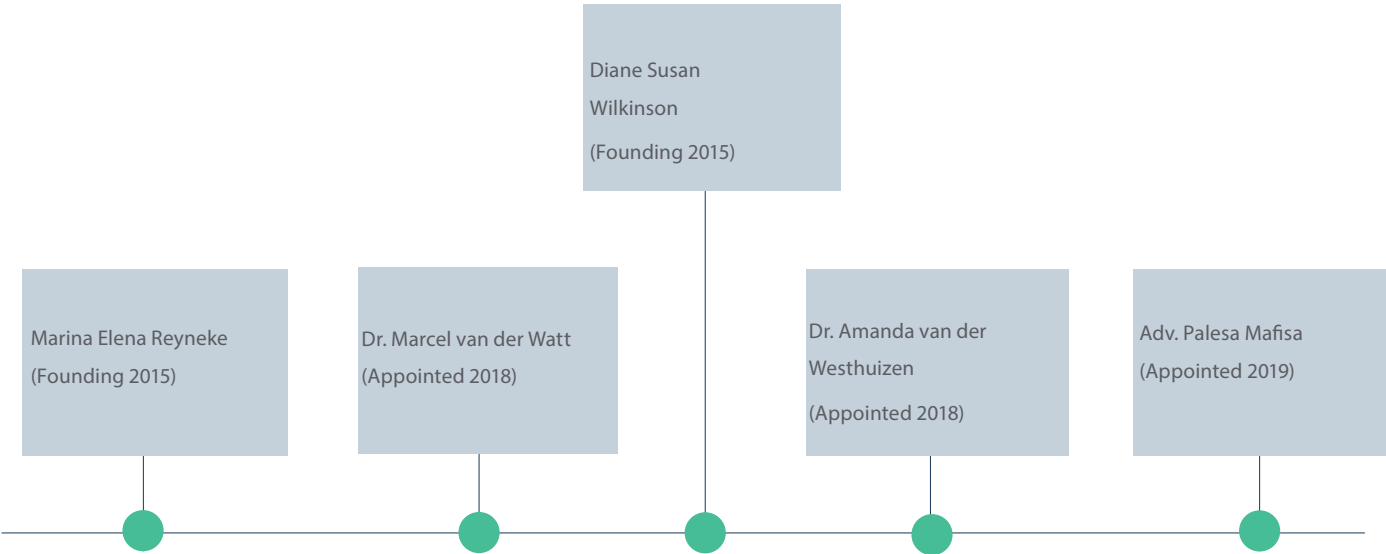 Diane Susan
Wilkinson
(Founding 2015)
Marina Elena Reyneke
(Founding 2015)
Dr. Marcel van der Watt
(Appointed 2018)
Dr. Amanda van der
Westhuizen
(Appointed 2018)
Adv. Palesa Mafisa
(Appointed 2019)